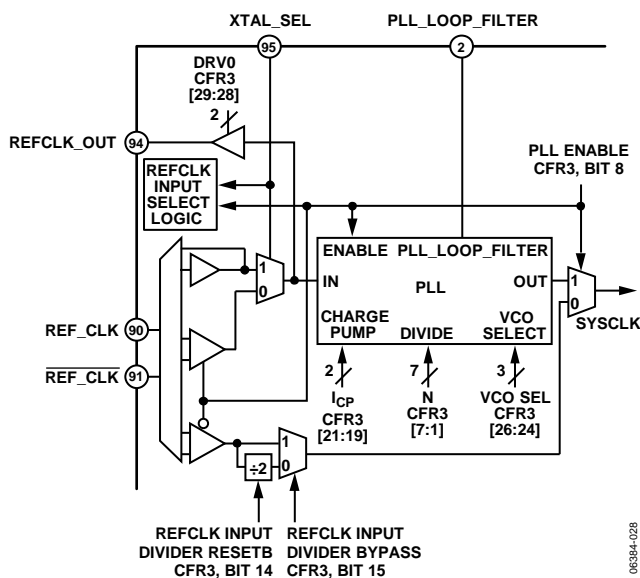 XTAL_SEL
PLL_LOOP_FILTER
95
2
DRV0
CFR3
[29:28]
2
REFCLK_OUT
94
PLL ENABLE
CFR3, BIT 8
REFCLK
INPUT
SELECT
LOGIC
ENABLE PLL_LOOP_FILTER
1
0
IN
PLL
OUT
1
0
SYSCLK
CHARGE
PUMP
DIVIDE
VCO
SELECT
REF_CLK
90
REF_CLK
91
2
7
3
ICP
CFR3
[21:19]
N
CFR3
[7:1]
VCO SEL
CFR3
[26:24]
1
÷2
0
REFCLK INPUT
DIVIDER RESETB
CFR3, BIT 14
REFCLK INPUT
DIVIDER BYPASS
CFR3, BIT 15
06384-028